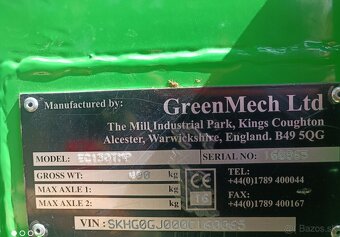 Manufactured by: GreenMech Ltd
The Mill Industrial Park, Kings Coughton
Alcester, Warwickshire, England. B49 5QG
MODEL: SERIAL NO:
GROSS WT: kg TEL:
MAX AXLE 1: kg +44(0)1789 400044
MAX AXLE 2: kg FAX:
+44(0)1789 400167
VIN: